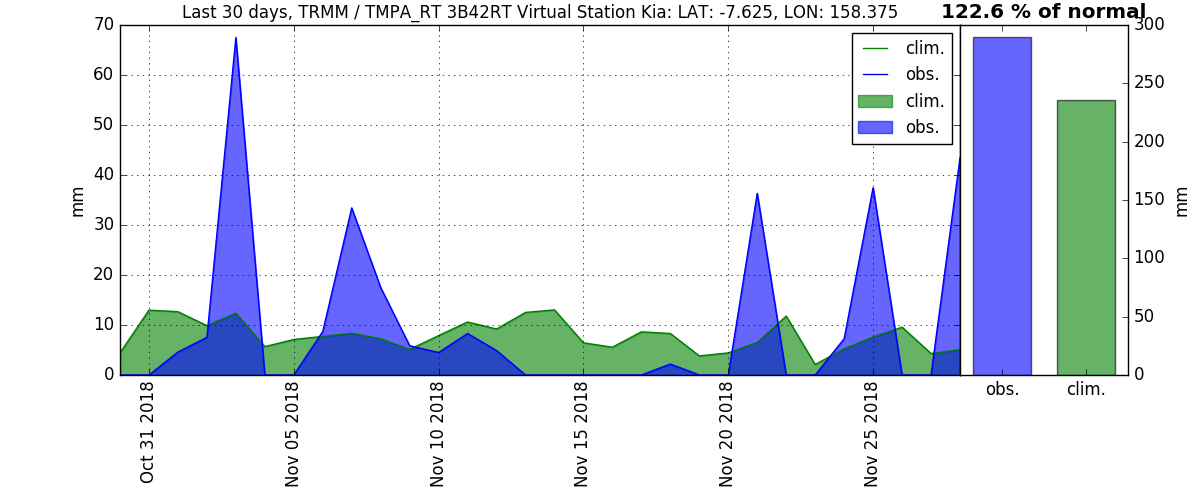 Last 30 days, TRMM / TMPA_RT 3B42RT Virtual Station Kia: LAT: -7.625, LON: 158.375
122.6 % of normal
70
60
50
40
30
20
10
0
mm
clim.
obs.
clim.
obs.
300
250
200
150
100
50
0
mm
Oct 31 2018
Nov 05 2018
Nov 10 2018
Nov 15 2018
Nov 20 2018
Nov 25 2018
obs.
clim.